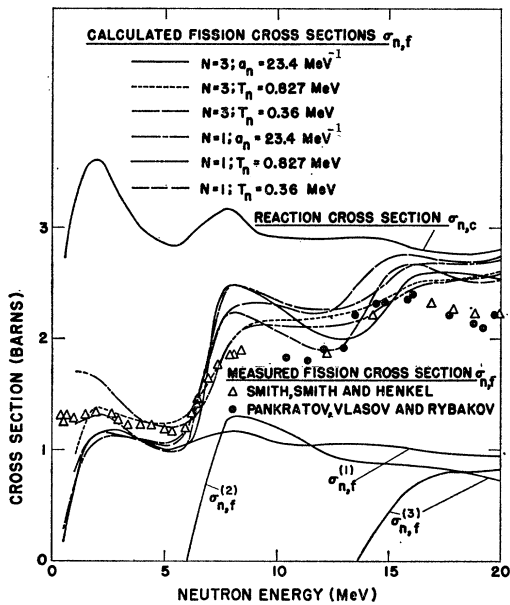 CALCULATED FISSION CROSS SECTIONS σn,f
N=3; an = 23.4 MeV-1
N=3; Tn = 0.827 MeV
N=3; Tn = 0.36 MeV
N=1; an = 23.4 MeV-1
N=1; Tn = 0.827 MeV
N=1; Tn = 0.36 MeV
REACTION CROSS SECTION σn,c
3
2
MEASURED FISSION CROSS SECTION σn,f
△ SMITH, SMITH AND HENKEL
● PANKRATOV, VLASOV AND RYBAKOV
1
σn,f(2)
σn,f(1)
σn,f(3)
0
0 5 10 15 20
CROSS SECTION (BARNS)
NEUTRON ENERGY (MeV)